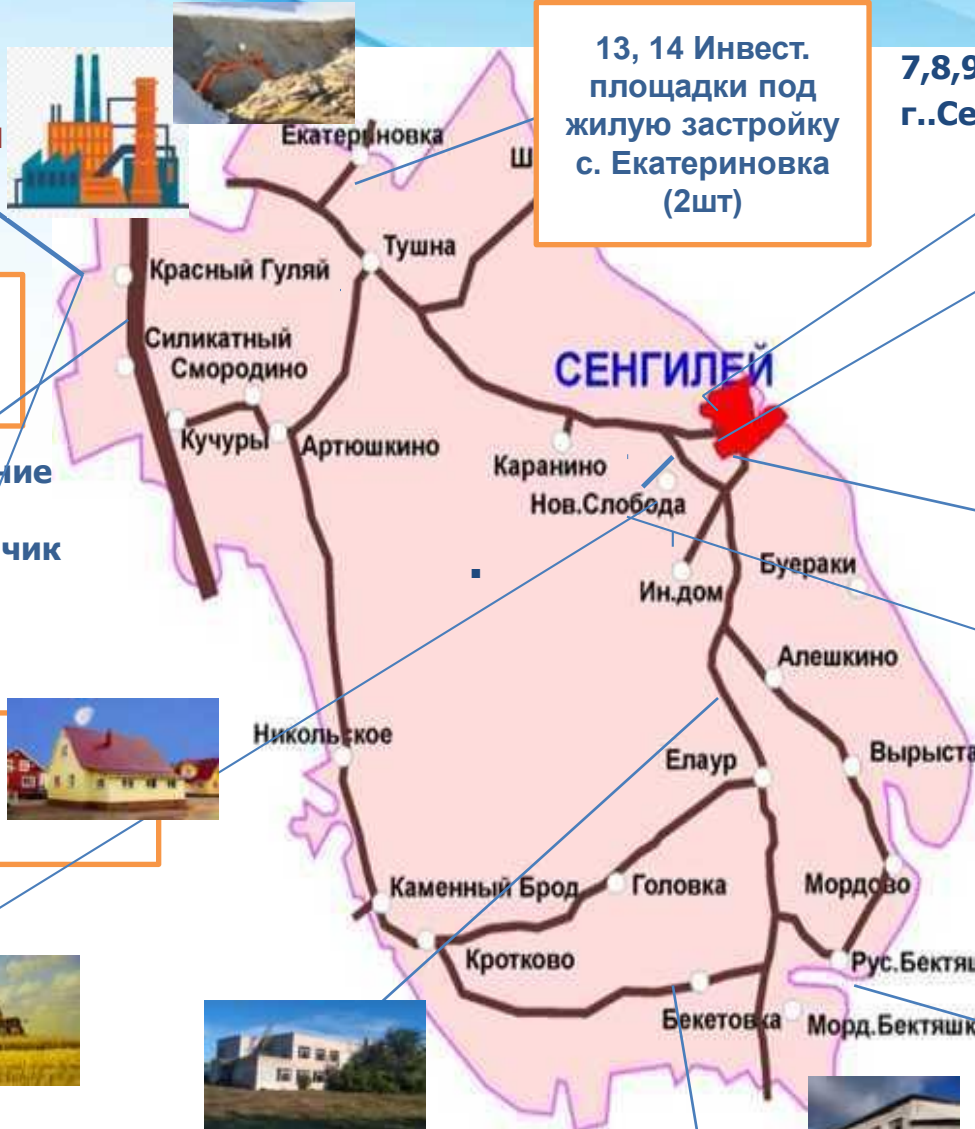 13, 14 Инвест.
площадки под
жилую застройку
с. Екатериновка
(2шт)
7,8,9
г..Се
Екатериновка
Ш
Тушна
Красный Гуляй
Силикатный
Смородино
СЕНГИЛЕЙ
Кучуры
Артюшкино
Каранино
ние
Нов.Слобода
чик
Буераки
Ин.дом
Алешкино
Никольское
Елаур
Вырыста
Каменный Брод
Головка
Мордово
Кротково
Рус.Бектяш
Бекетовка
Морд.Бектяшк